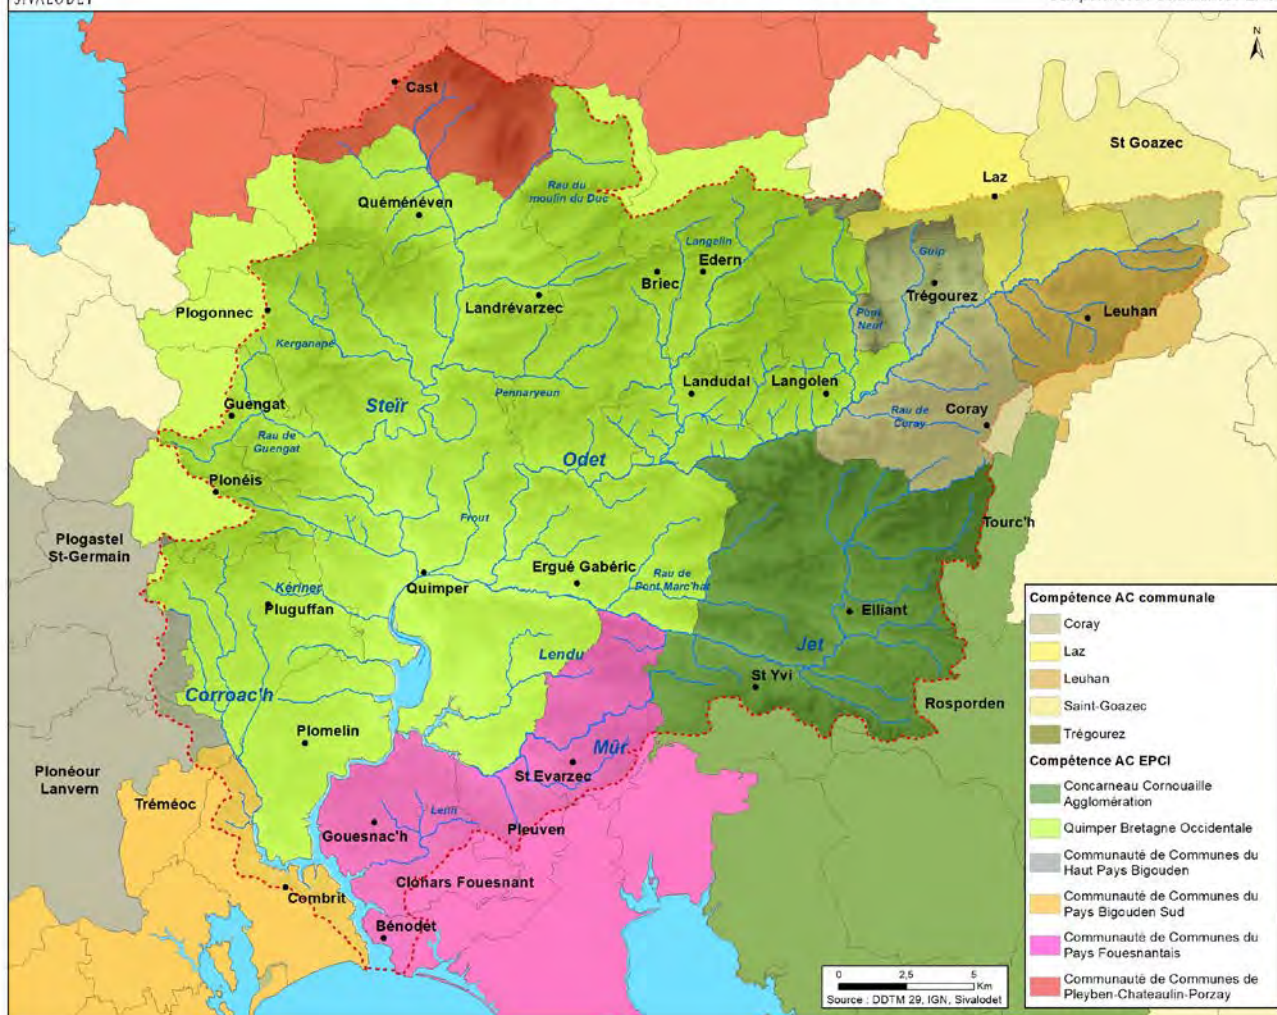 SIVALODET
N
Cast
St Goazec
Laz
Rau du
moulin du Duc
Quéménéven
Langelin
Edern
Guip
Briec
Trégourez
Plogonnec
Landrévarzec
Leuhan
Pont
Neuf
Kerganapé
Pennaryeun
Landudal
Langolen
Steïr
Guengat
Rau de
Coray
Coray
Rau de
Guengat
Odet
Plonéis
Frout
Tourc'h
Plogastel
St-Germain
Ergué Gabéric
Rau de
Pont Marc'hat
Quimper
Kériner
Pluguffan
Elliant
Jet
Lendu
St Yvi
Corroac'h
Rosporden
Plomelin
Mûr
St Evarzec
Plonéour
Lanvern
Tréméoc
Leilli
Gouesnac'h
Pleuven
Clohars Fouesnant
Combrit
Bénodet
Compétence AC communale
Coray
Laz
Leuhan
Saint-Goazec
Trégourez
Compétence AC EPCI
Concarneau Cornouaille
Agglomération
Quimper Bretagne Occidentale
Communauté de Communes du
Haut Pays Bigouden
Communauté de Communes du
Pays Bigouden Sud
Communauté de Communes du
Pays Fouesnantais
Communauté de Communes de
Pleyben-Chateaulin-Porzay
0 2,5 5
Km
Source : DDTM 29, IGN, Sivalodet